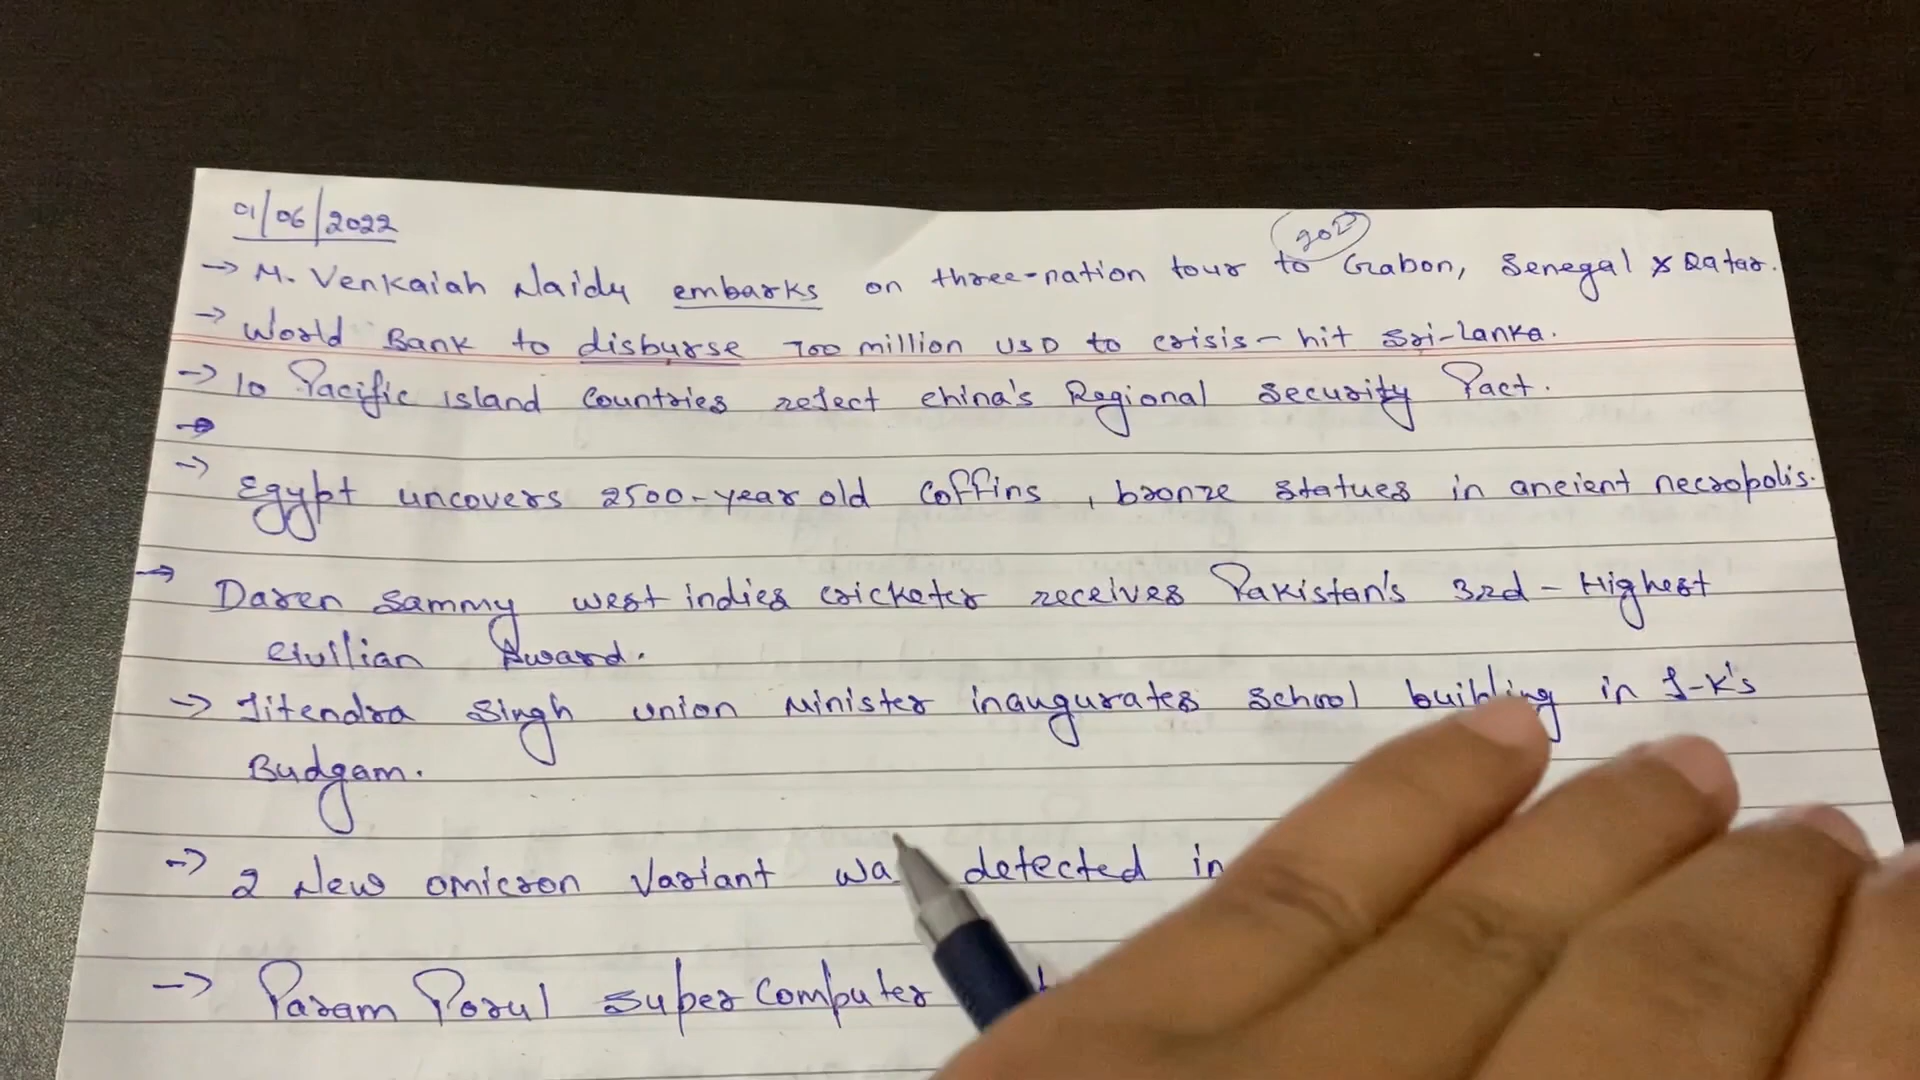 01/06/2022
→ M. Venkaiah Naidu embarks on three-nation tour to Gabon, Senegal & Qatar.
→ World Bank to disburse 700 million USD to crisis-hit Sri-Lanka.
→ 10 Pacific island Countries reject china's Regional Security Pact.
→
→ Egypt uncovers 2500-year old Coffins, bronze statues in ancient necropolis.
→ Daren Sammy west indies cricketer receives Pakistan's 3rd-Highest
Civilian Award.
→ Jitendra Singh union Minister inaugurates School building in J-K's
Budgam.
→ 2 New omicron Variant detected in
→ Param Porul Super Computer